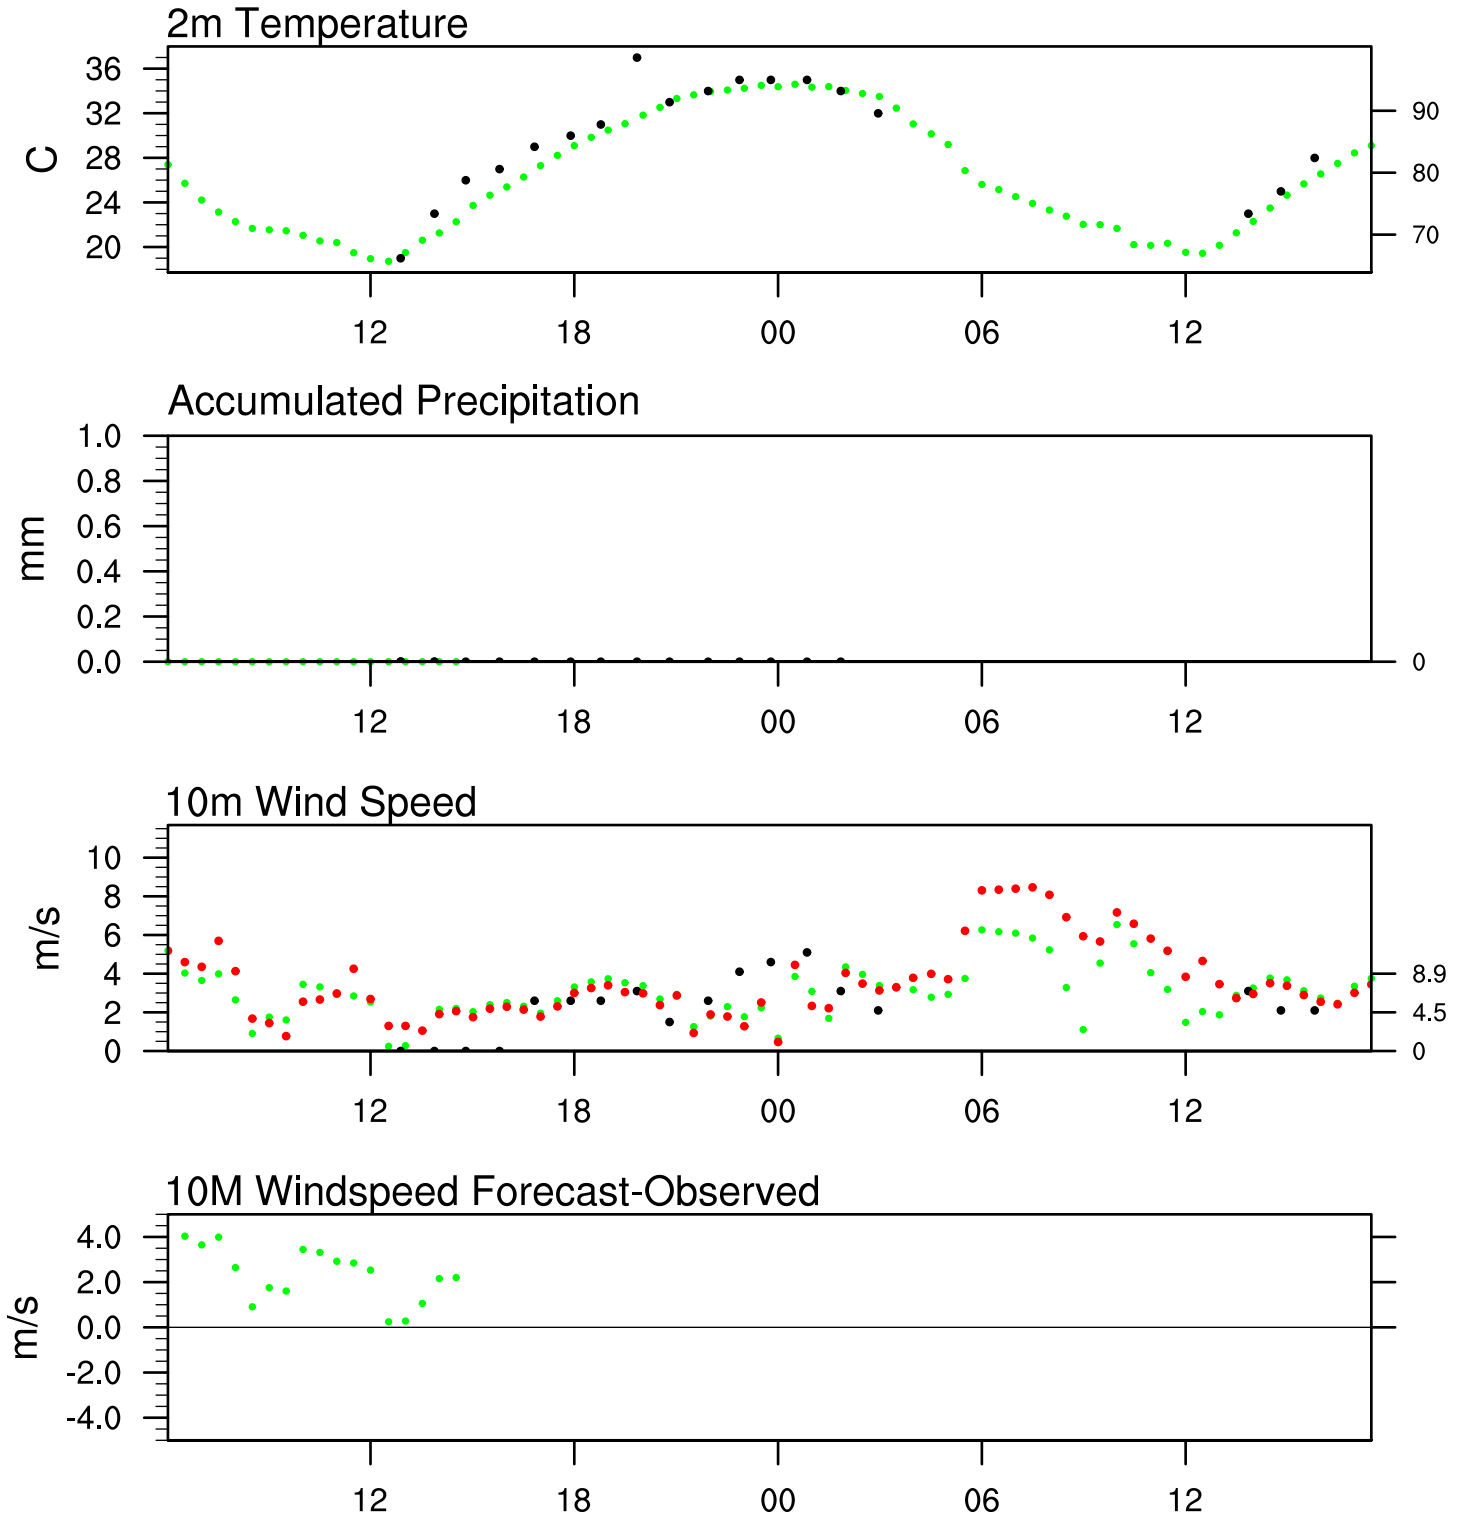 2m Temperature
36
32
28
24
20
C
90
80
70
12 18 00 06 12
Accumulated Precipitation
1.0
0.8
0.6
0.4
0.2
0.0
mm
0
12 18 00 06 12
10m Wind Speed
10
8
6
4
2
0
m/s
8.9
4.5
0
12 18 00 06 12
10M Windspeed Forecast-Observed
4.0
2.0
0.0
-2.0
-4.0
m/s
12 18 00 06 12